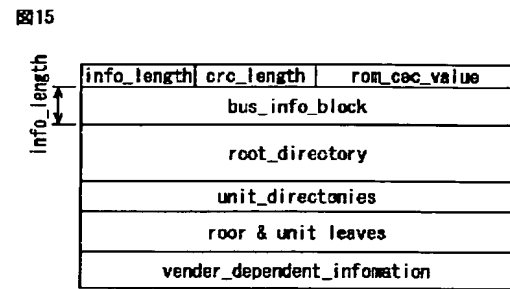 図15
info_length crc_length rom_cec_value
info_length
bus_info_block
root_directory
unit_directonies
roor & unit leaves
vender_dependent_infomation